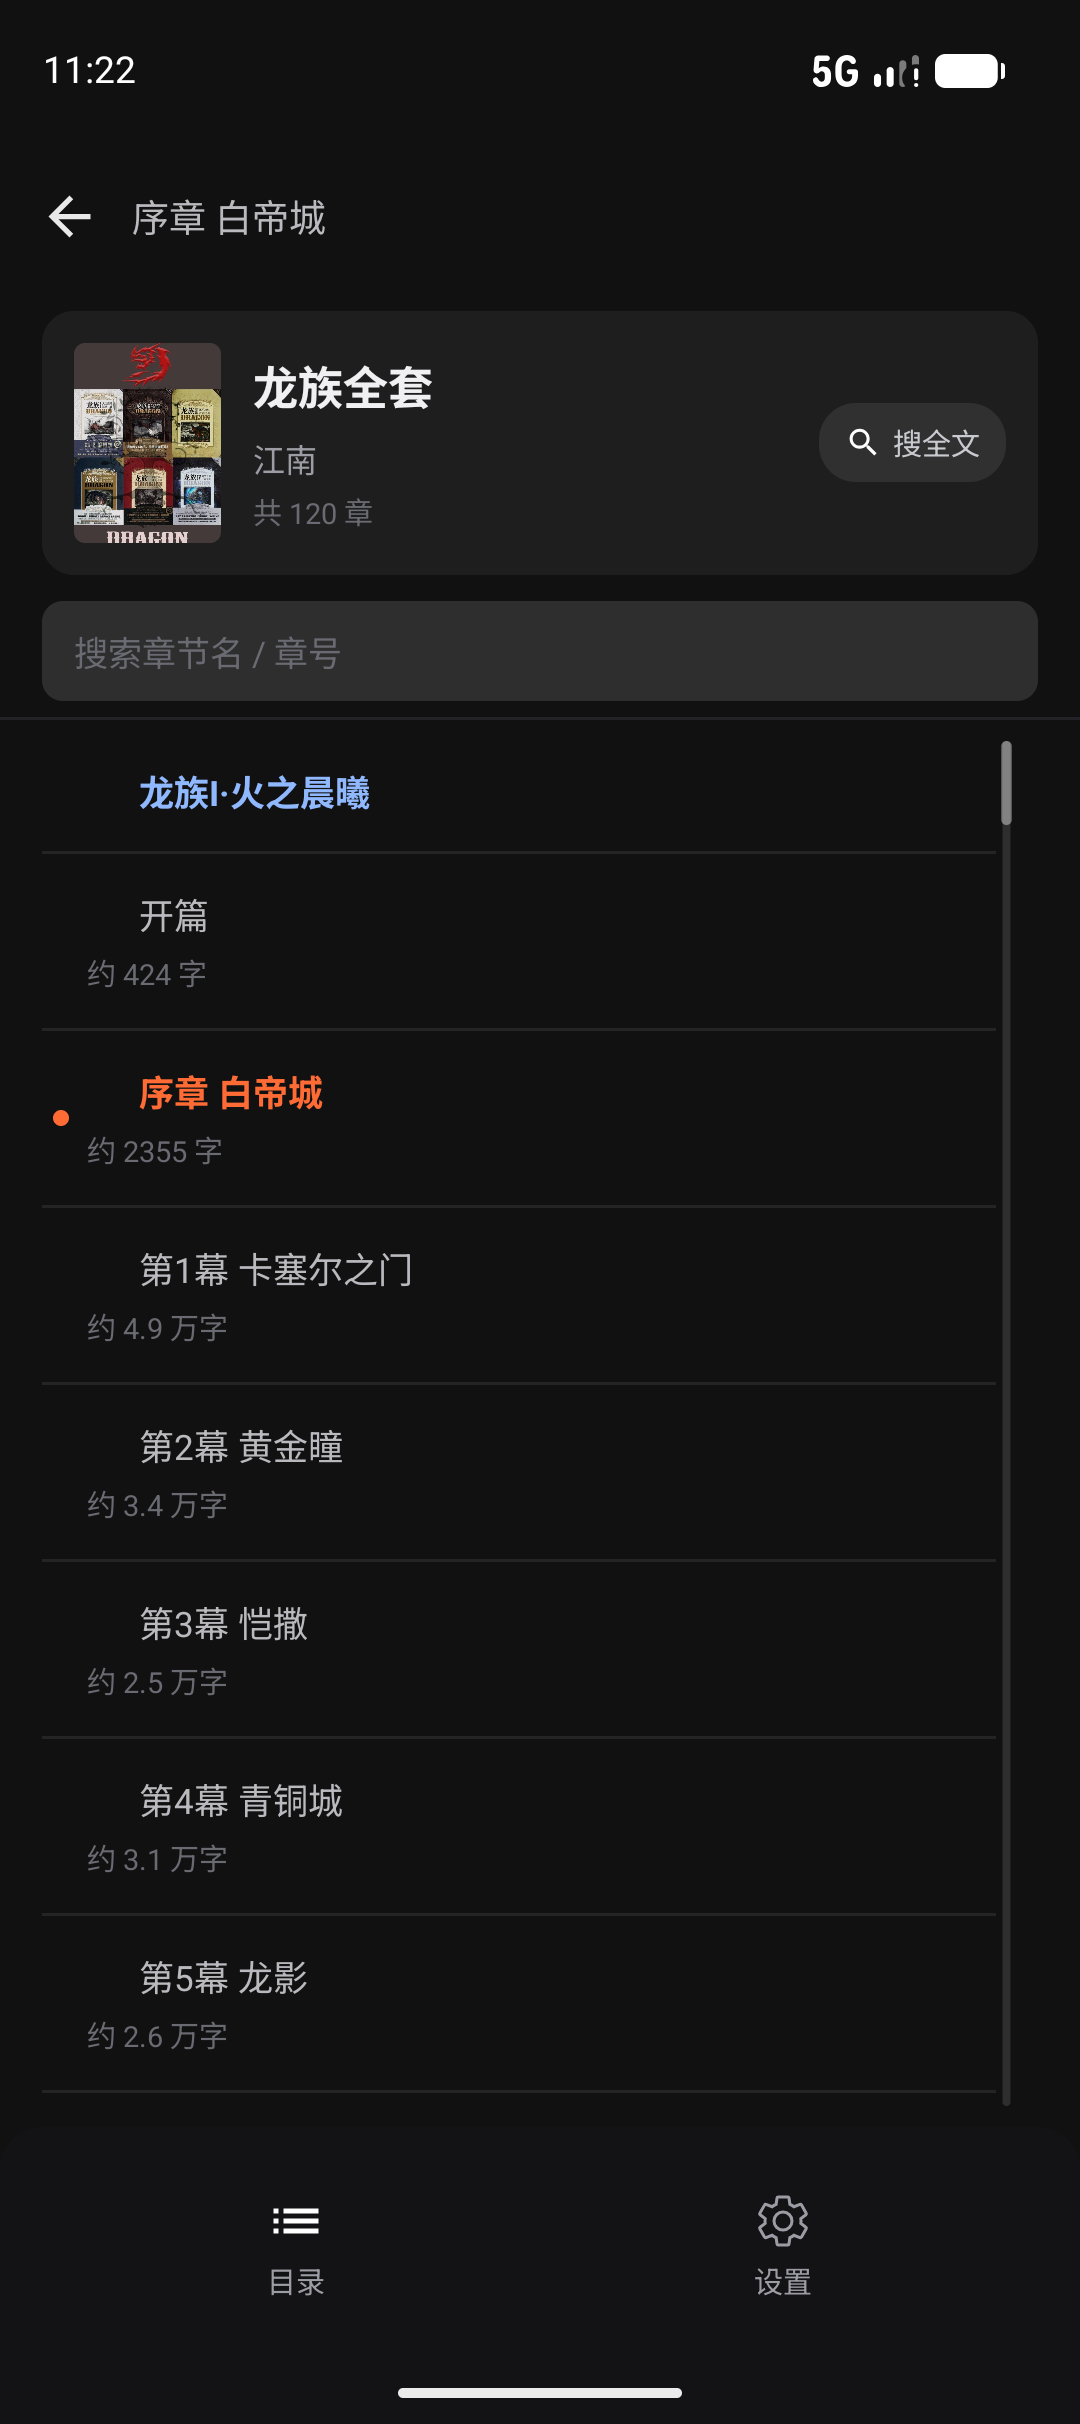 11:22
5G
序章 白帝城
龙族全套
江南
共 120 章
搜全文
DRAGON
搜索章节名 / 章号
龙族I·火之晨曦
开篇
约 424 字
序章 白帝城
约 2355 字
第1幕 卡塞尔之门
约 4.9 万字
第2幕 黄金瞳
约 3.4 万字
第3幕 恺撒
约 2.5 万字
第4幕 青铜城
约 3.1 万字
第5幕 龙影
约 2.6 万字
目录
设置